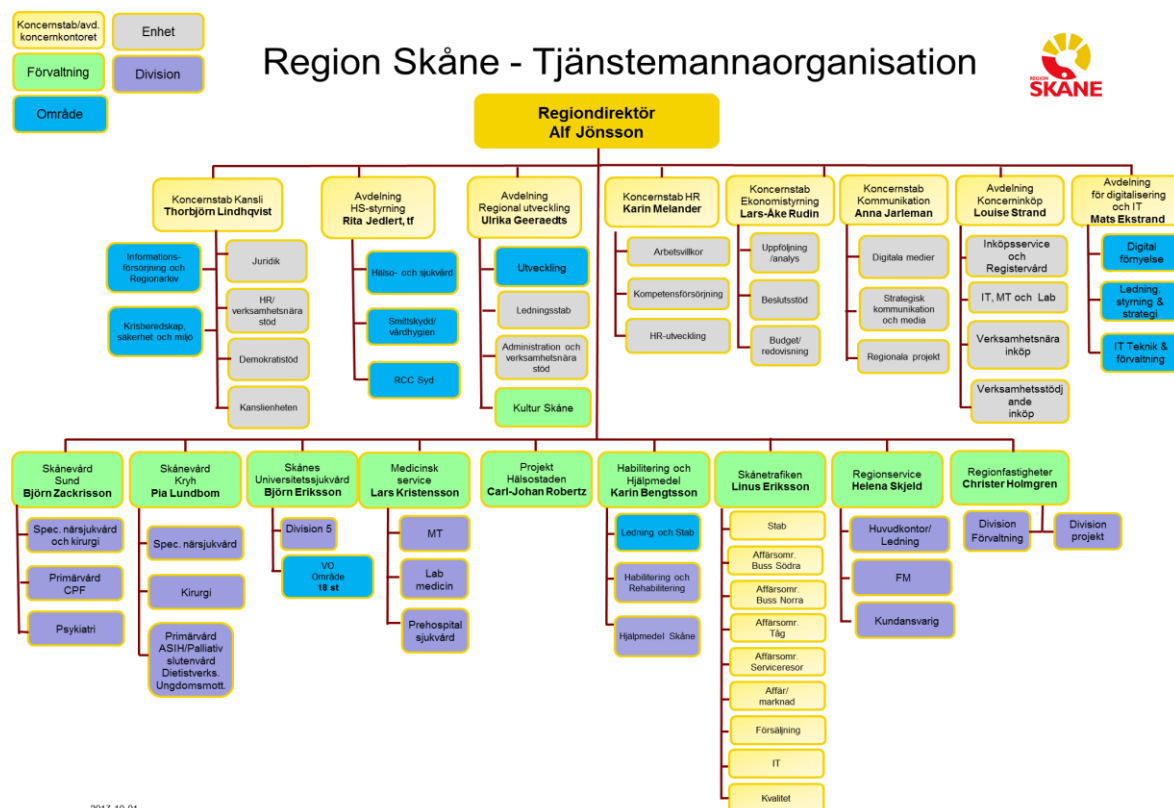 Koncernstab/avd.
koncernkontoret
Enhet
Förvaltning
Division
Område
Region Skåne - Tjänstemannaorganisation
REGION
SKÅNE
Regiondirektör
Alf Jönsson
Koncernstab Kansli
Thorbjörn Lindhqvist
Informations-
försörjning och
Regionarkiv
Krisberedskap,
säkerhet och miljö
Juridik
HR/
verksamhetsnära
stöd
Demokratistöd
Kanslienheten
Avdelning
HS-styrning
Rita Jedlert, tf
Hälso- och sjukvård
Smittskydd/
vårdhygien
RCC Syd
Avdelning
Regional utveckling
Ulrika Geeraedts
Utveckling
Ledningsstab
Administration och
verksamhetsnära
stöd
Kultur Skåne
Koncernstab HR
Karin Melander
Arbetsvillkor
Kompetensförsörjning
HR-utveckling
Koncernstab
Ekonomistyrning
Lars-Åke Rudin
Uppföljning
/analys
Beslutsstöd
Budget/
redovisning
Koncernstab
Kommunikation
Anna Jarleman
Digitala medier
Strategisk
kommunikation
och media
Regionala projekt
Avdelning
Koncerninköp
Louise Strand
Inköpsservice
och
Registervård
IT, MT och Lab
Verksamhetsnära
inköp
Verksamhetsstödj
ande
inköp
Avdelning
för digitalisering
och IT
Mats Ekstrand
Digital
förnyelse
Ledning,
styrning &
strategi
IT Teknik &
förvaltning
Skånevård
Sund
Björn Zackrisson
Spec. närsjukvård
och kirurgi
Primärvård
CPF
Psykiatri
Skånevård
Kryh
Pia Lundbom
Spec. närsjukvård
Kirurgi
Primärvård
ASIH/Palliativ
slutenvård
Dietistverks.
Ungdomsmott.
Skånes
Universitetssjukvård
Björn Eriksson
Division 5
VO
Område
18 st
Medicinsk
service
Lars Kristensson
MT
Lab
medicin
Prehospital
sjukvård
Projekt
Hälsostaden
Carl-Johan Robertz
Habilitering och
Hjälpmedel
Karin Bengtsson
Ledning och Stab
Habilitering och
Rehabilitering
Hjälpmedel Skåne
Skånetrafiken
Linus Eriksson
Stab
Affärsomr.
Buss Södra
Affärsomr.
Buss Norra
Affärsomr.
Tåg
Affärsomr.
Serviceresor
Affär/
marknad
Försäljning
IT
Kvalitet
Regionservice
Helena Skjeld
Huvudkontor/
Ledning
FM
Kundansvarig
Regionfastigheter
Christer Holmgren
Division
Förvaltning
Division
projekt
2017-10-01